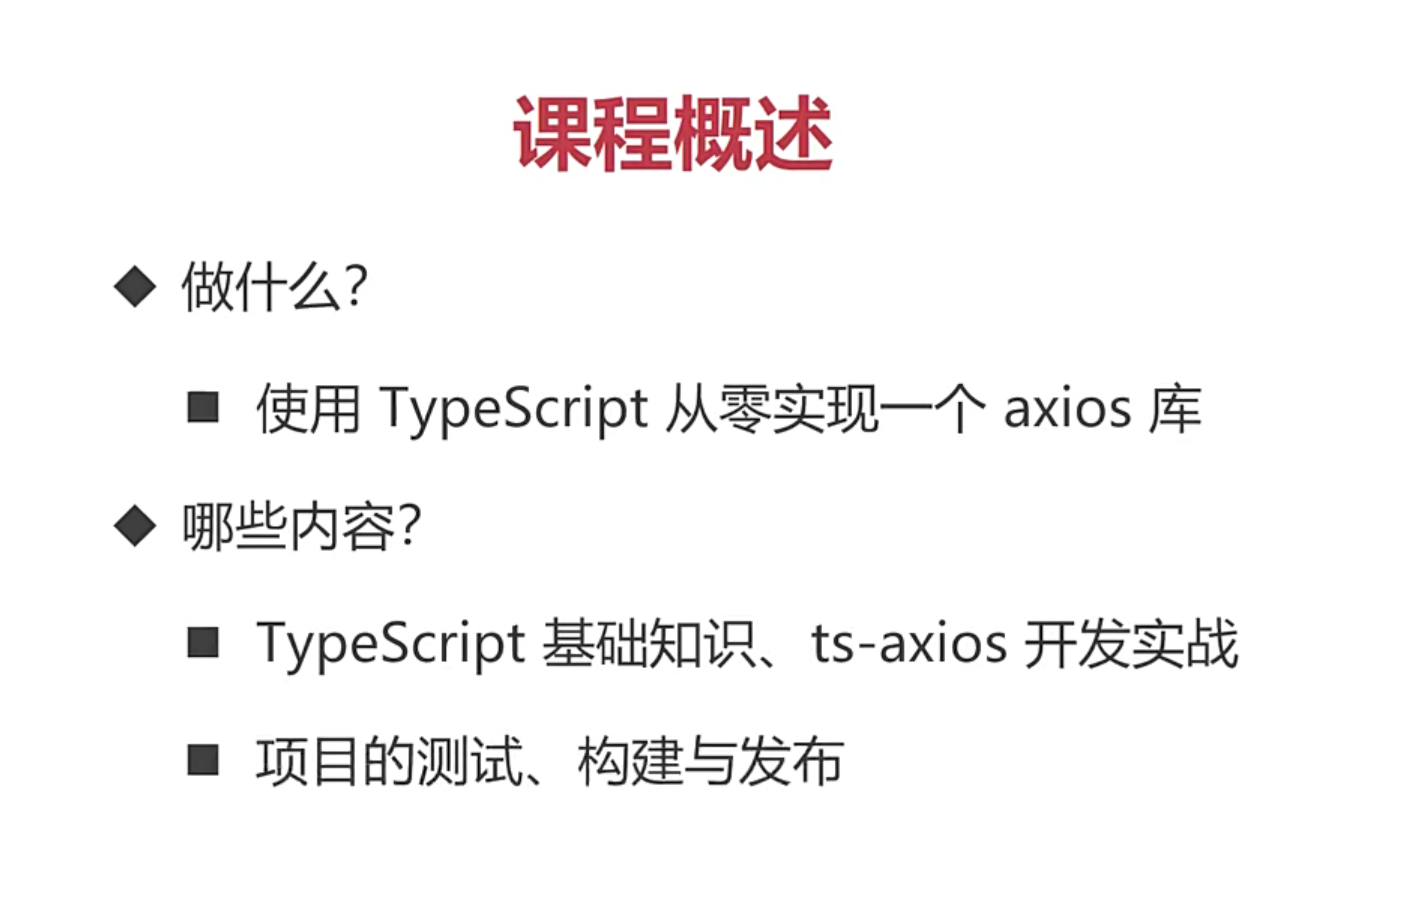 课程概述
做什么？
使用 TypeScript 从零实现一个 axios 库
哪些内容？
TypeScript 基础知识、ts-axios 开发实战
项目的测试、构建与发布